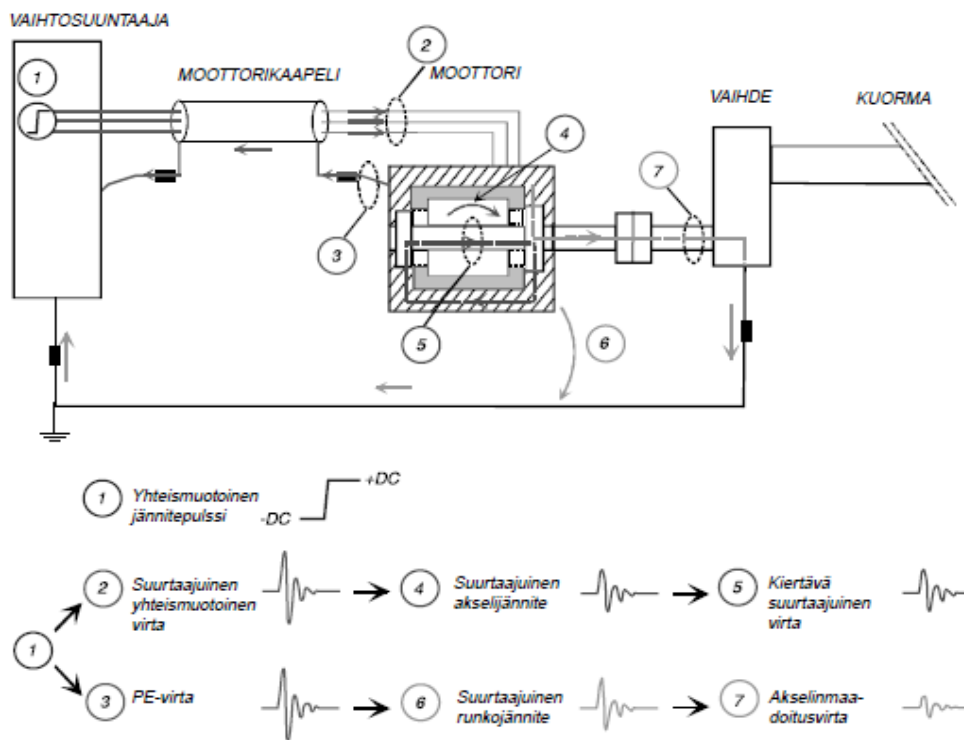 VAIHTOSUUNTAAJA
1
MOOTTORIKAAPELI
2
MOOTTORI
VAIHDE
KUORMA
4
7
3
5
6
1 Yhteismuotoinen
jännitepulssi
-DC
+DC
1
2 Suurtaajuinen
yhteismuotoinen
virta
4 Suurtaajuinen
akselijännite
5 Kiertävä
suurtaajuinen
virta
3 PE-virta
6 Suurtaajuinen
runkojännite
7 Akselinmaa-
doitusvirta